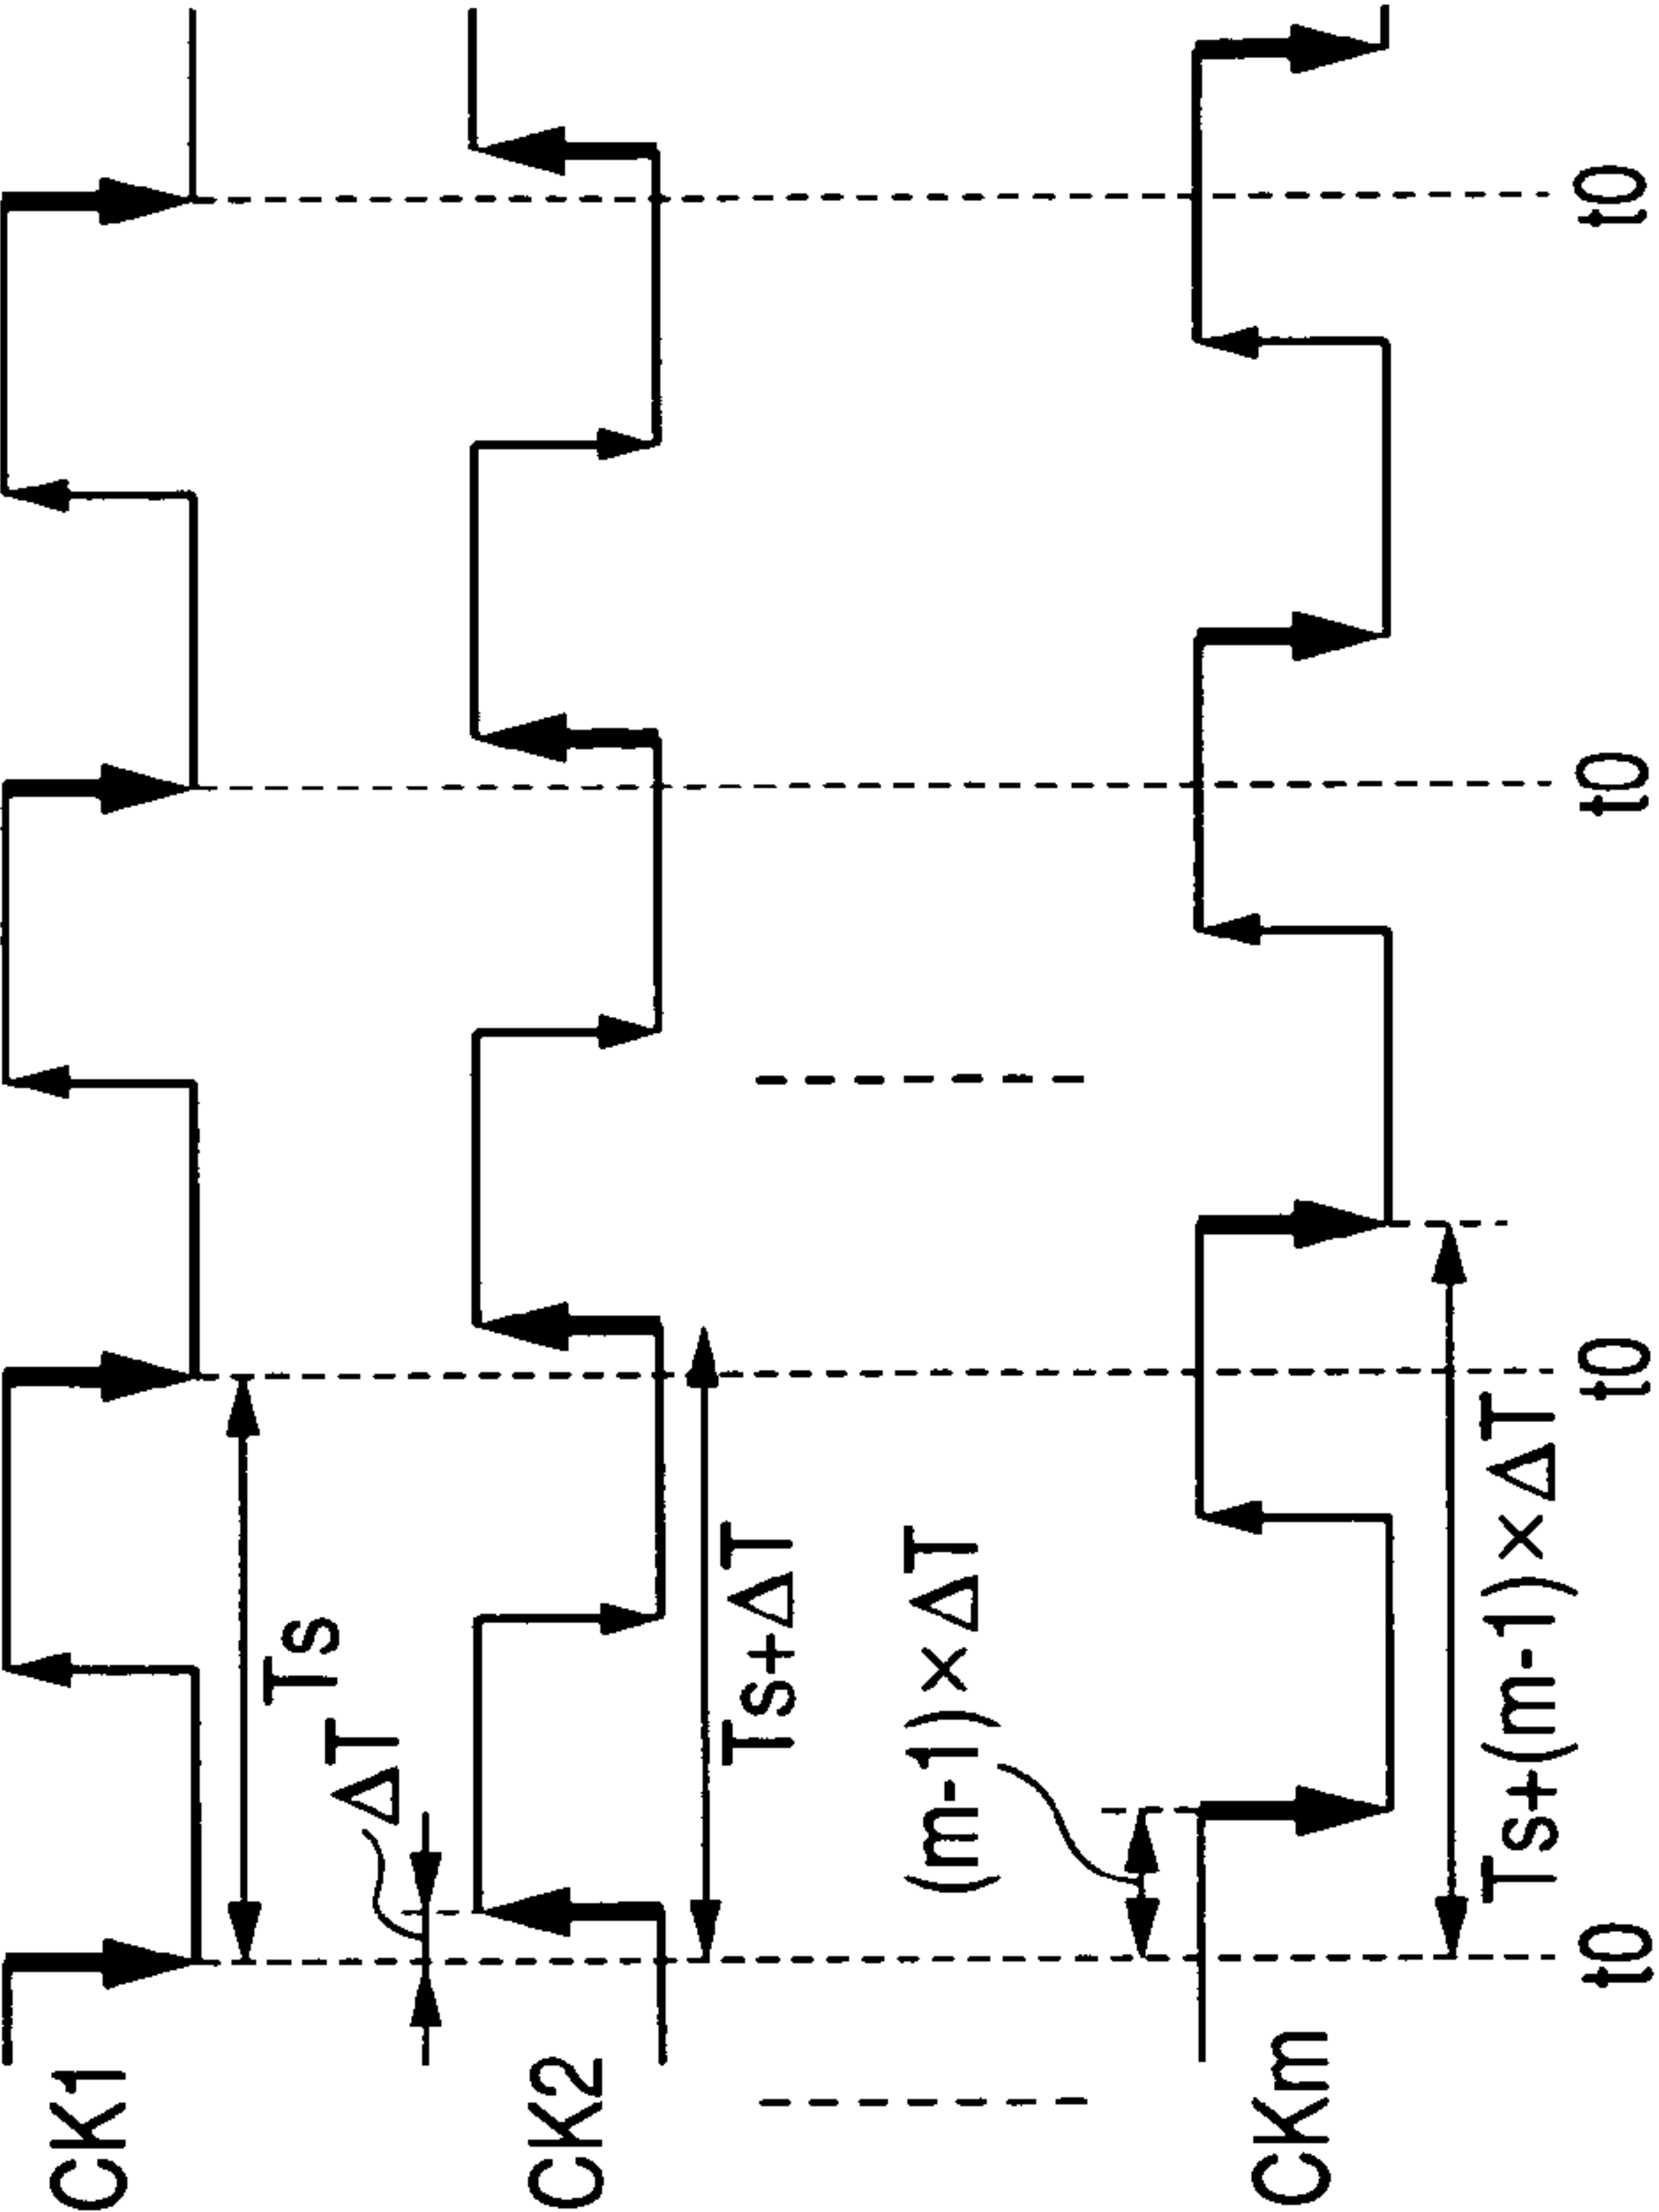 CK1
Ts
ΔT
CK2
Ts+ΔT
(m-1)×ΔT
CKm
Ts+(m-1)×ΔT
t0
t0
t0
t0